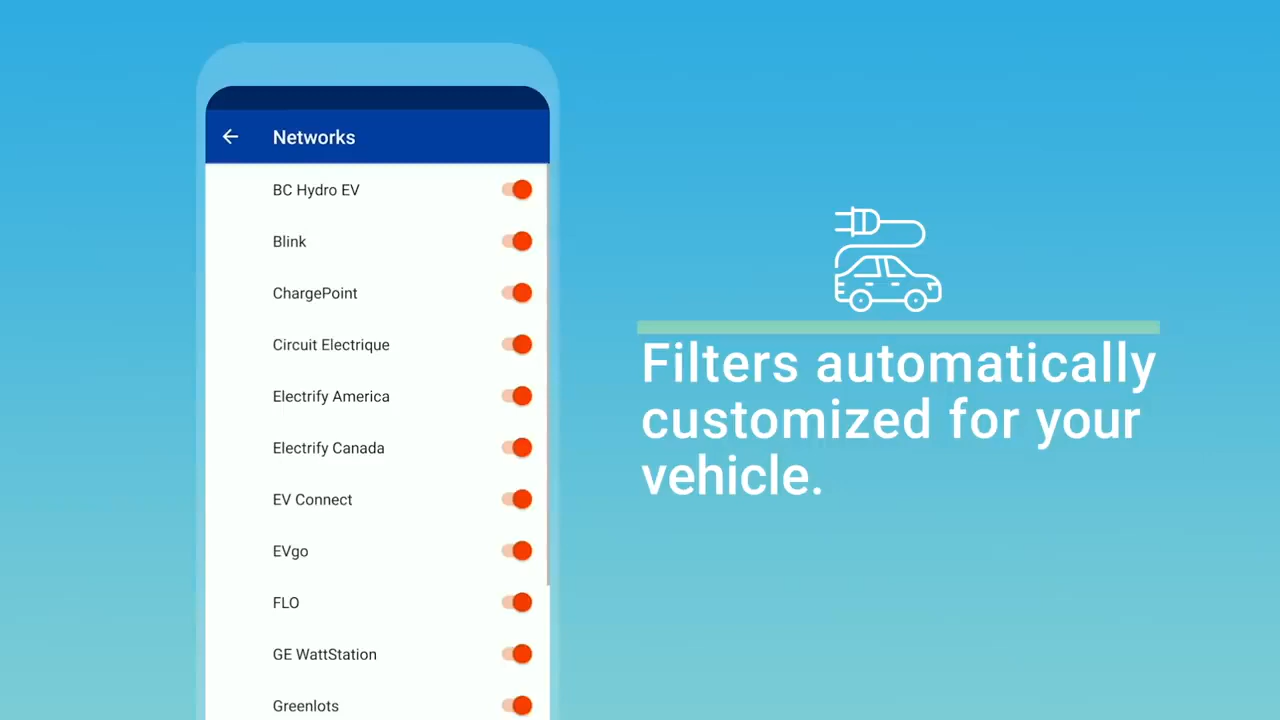 Networks
BC Hydro EV
Blink
ChargePoint
Circuit Electrique
Electrify America
Electrify Canada
EV Connect
EVgo
FLO
GE WattStation
Greenlots
Filters automatically
customized for your
vehicle.